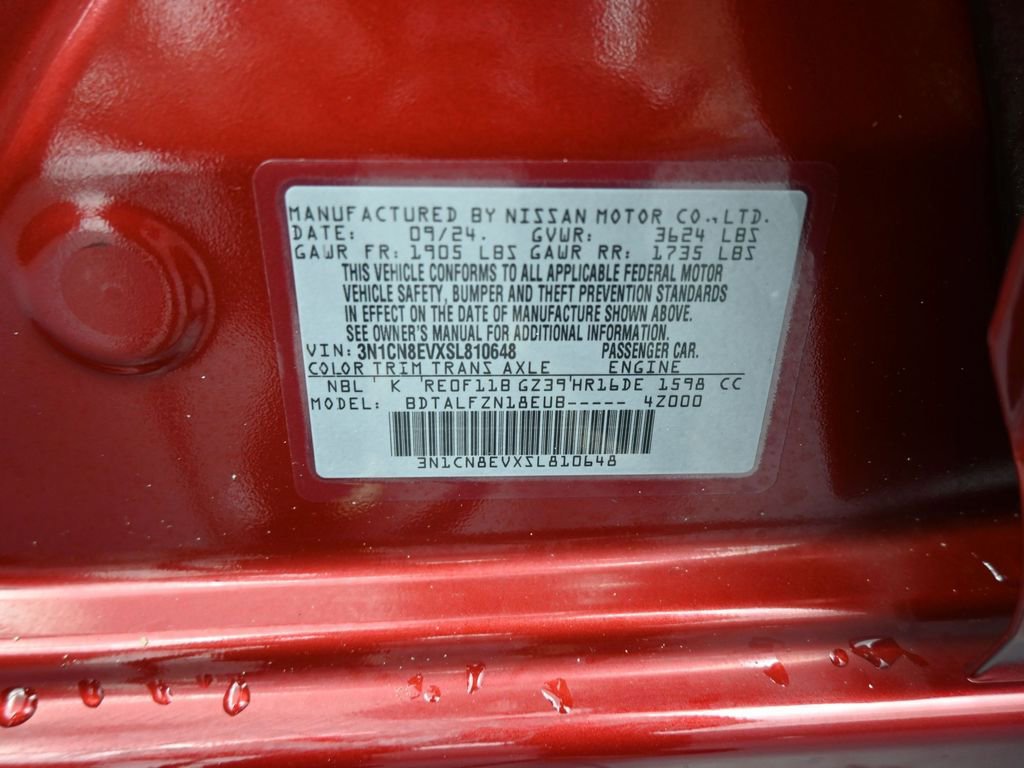 MANUFACTURED BY NISSAN MOTOR CO.,LTD.
DATE: 09/24. GVWR: 3624 LBS
GAWR FR: 1905 LBS GAWR RR: 1735 LBS
THIS VEHICLE CONFORMS TO ALL APPLICABLE FEDERAL MOTOR
VEHICLE SAFETY, BUMPER AND THEFT PREVENTION STANDARDS
IN EFFECT ON THE DATE OF MANUFACTURE SHOWN ABOVE.
SEE OWNER'S MANUAL FOR ADDITIONAL INFORMATION.
VIN: 3N1CN8EVXSL810648 PASSENGER CAR.
COLOR TRIM TRANS AXLE ENGINE
NBL K RE0F11B GZ39 HR16DE 1598 CC
MODEL: BDTALFZN18EUB----- 4Z000
3N1CN8EVXSL810648